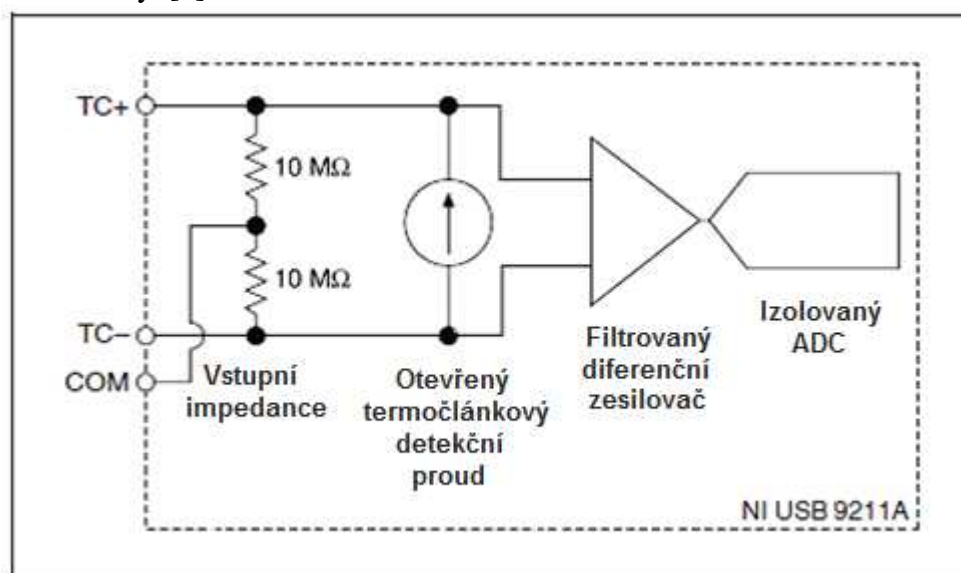 TC+
10 MΩ
10 MΩ
TC–
COM
Vstupní
impedance
Otevřený
termočlánkový
detekční
proud
Filtrovaný
diferenční
zesilovač
Izolovaný
ADC
NI USB 9211A